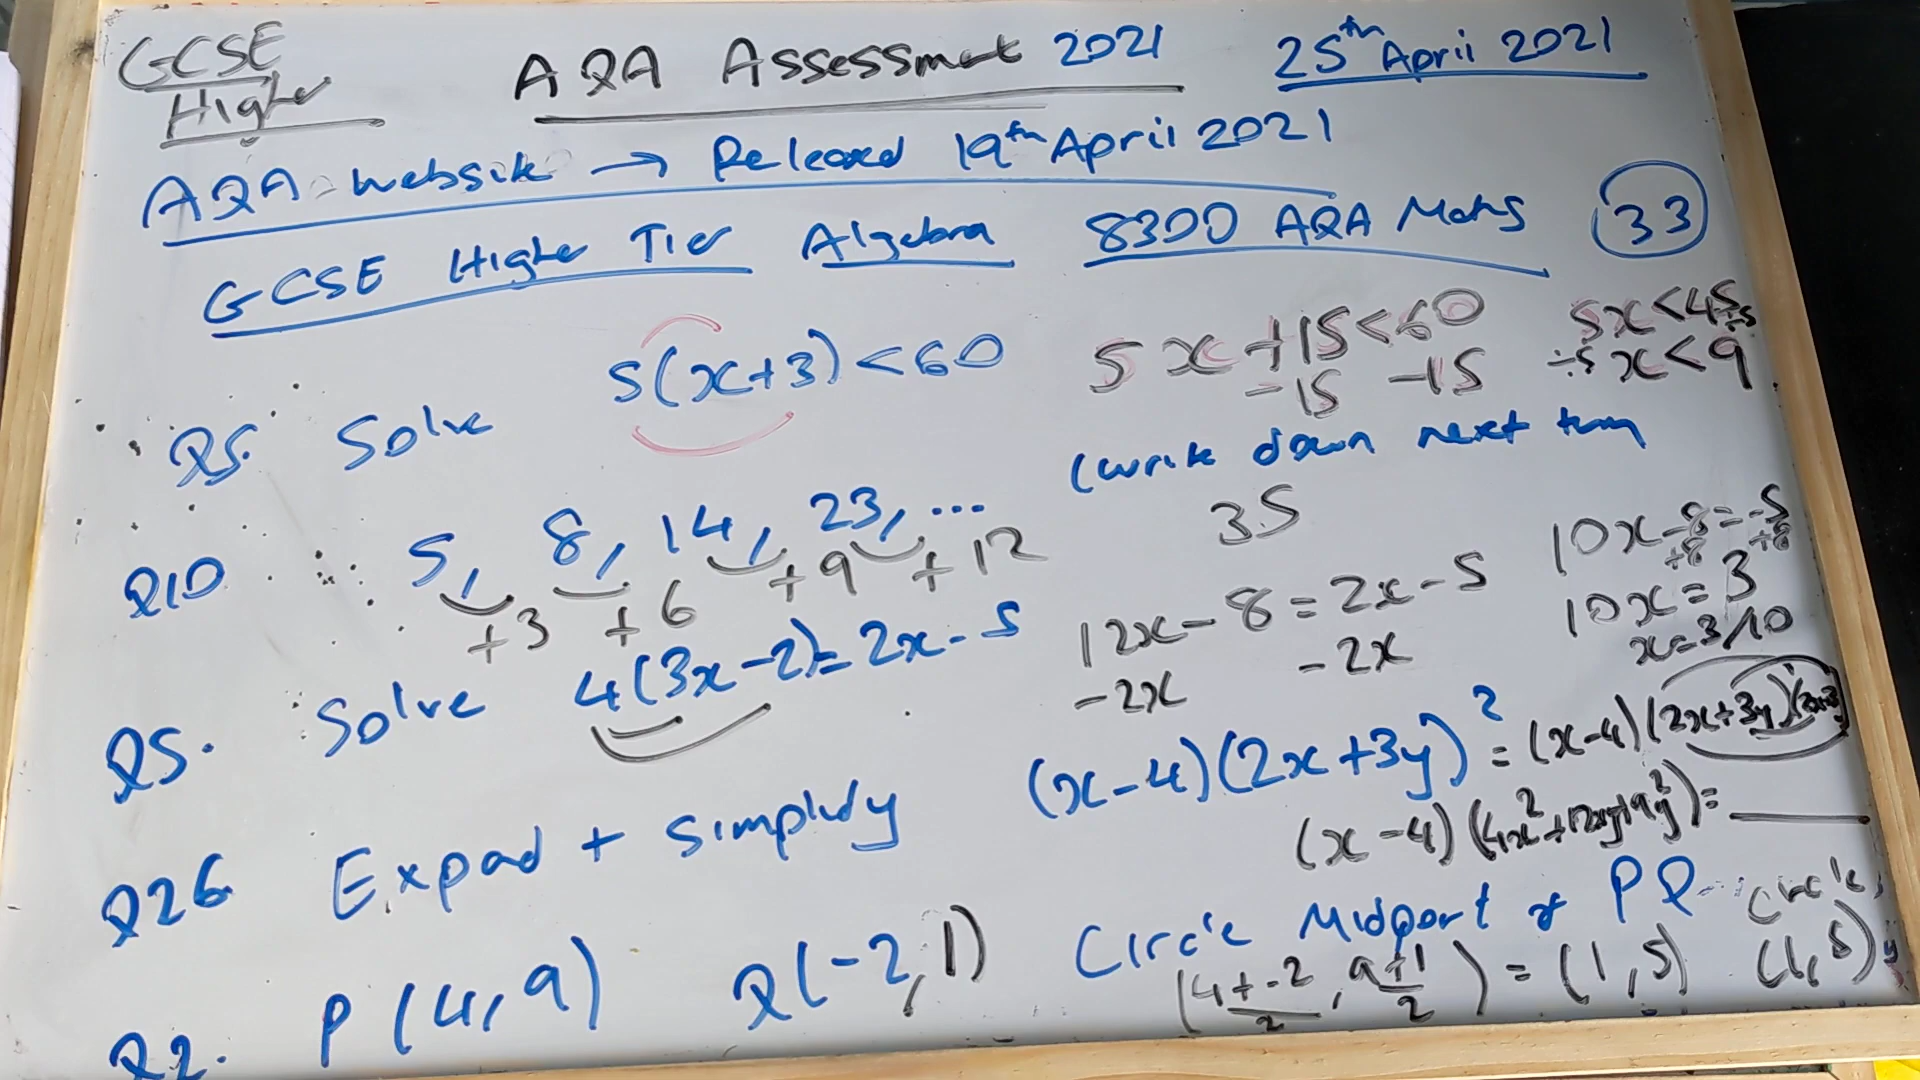 GCSE Higher
AQA Assessment 2021 25th April 2021
AQA website → Released 19th April 2021
GCSE Higher Tier Algebra 8300 AQA Maths 33
Q5. Solve 5(x+3)<60 5x+15<60 5x<45
-15 -15 ÷5 ÷5
x<9
Q10 5, 8, 14, 23, ... (write down next term
+3 +6 +9 +12 35
Q5. Solve 4(3x-2)=2x-5 12x-8=2x-5 10x-8=-5
-2x -2x +8 +8
10x=3
x=3/10
Q26 Expand + simplify (x-4)(2x+3y)² = (x-4)(2x+3y)(2x+3y)
(x-4)(4x²+12xy+9y²)=
Q2. P(4,9) Q(-2,1) Circle Midpoint of PQ circle
(4+-2/2, 9+1/2) = (1,5) (1,5)